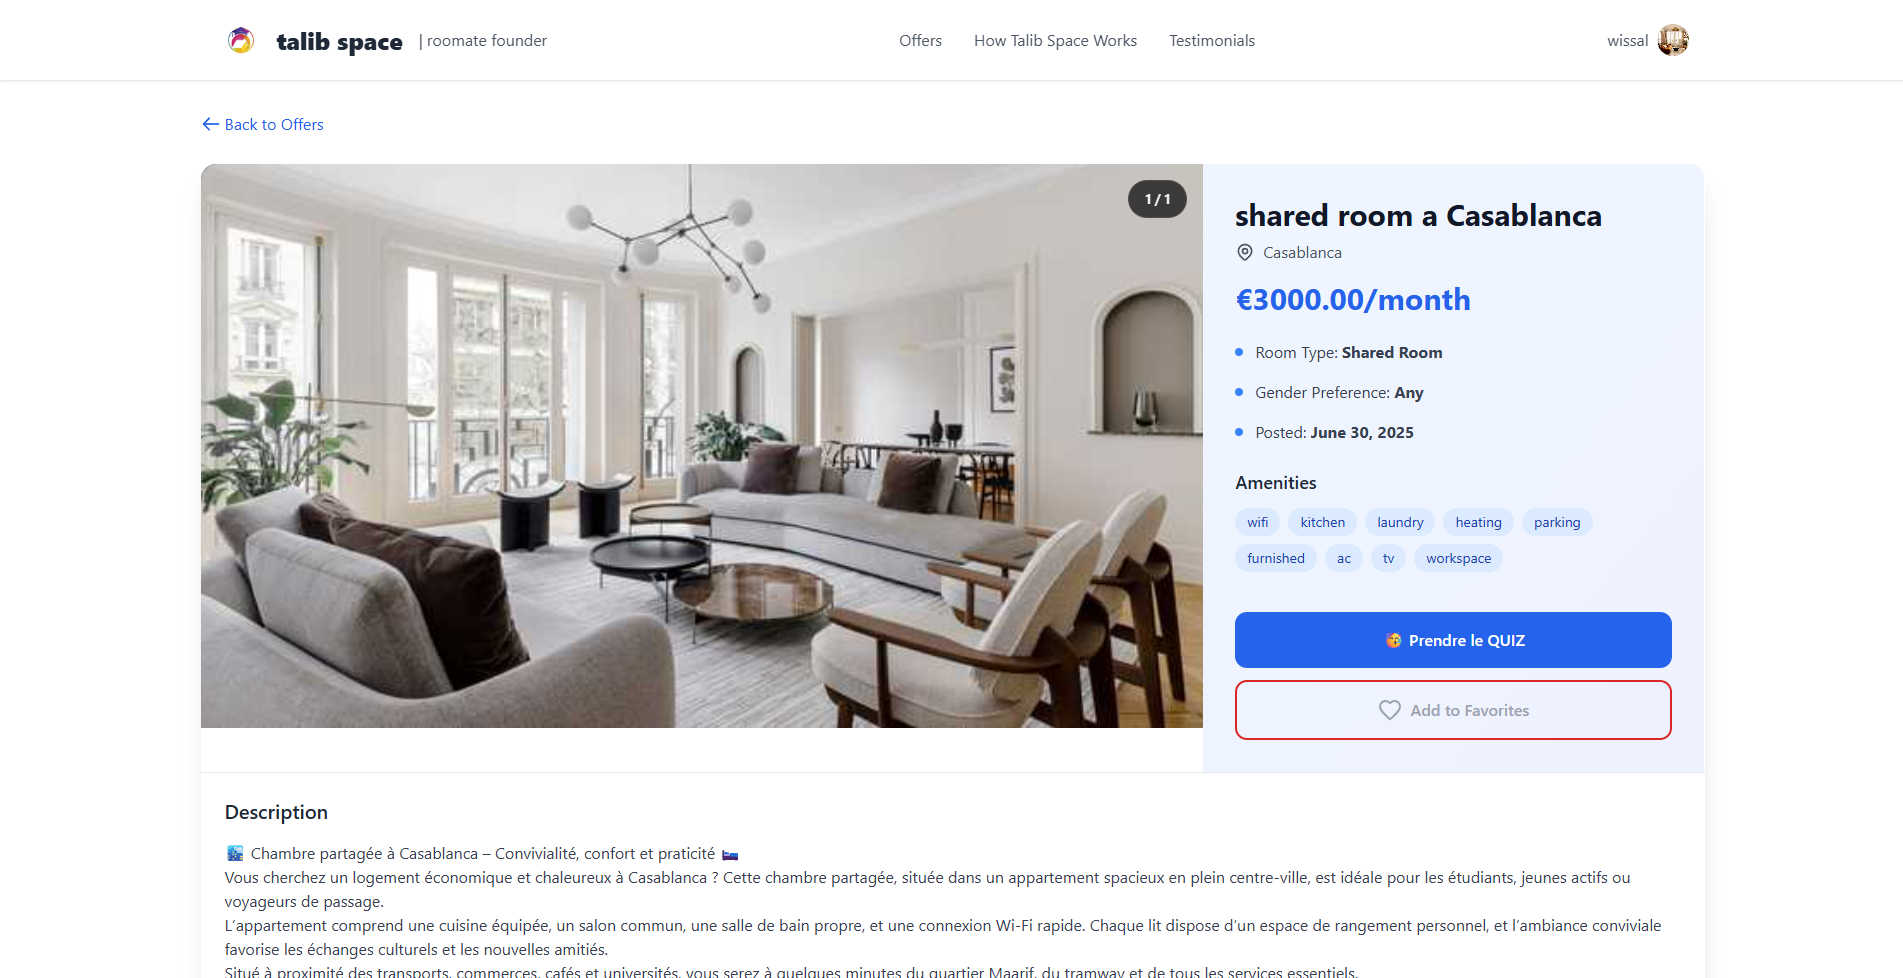 talib space | roomate founder
Offers How Talib Space Works Testimonials
wissal
← Back to Offers
1 / 1
shared room a Casablanca
Casablanca
€3000.00/month
Room Type: Shared Room
Gender Preference: Any
Posted: June 30, 2025
Amenities
wifi kitchen laundry heating parking
furnished ac tv workspace
🥳 Prendre le QUIZ
Add to Favorites
Description
🏙️ Chambre partagée à Casablanca – Convivialité, confort et praticité 🛏️
Vous cherchez un logement économique et chaleureux à Casablanca ? Cette chambre partagée, située dans un appartement spacieux en plein centre-ville, est idéale pour les étudiants, jeunes actifs ou
voyageurs de passage.
L’appartement comprend une cuisine équipée, un salon commun, une salle de bain propre, et une connexion Wi-Fi rapide. Chaque lit dispose d’un espace de rangement personnel, et l’ambiance conviviale
favorise les échanges culturels et les nouvelles amitiés.
Situé à proximité des transports, commerces, cafés et universités, vous serez à quelques minutes du quartier Maarif, du tramway et de tous les services essentiels.